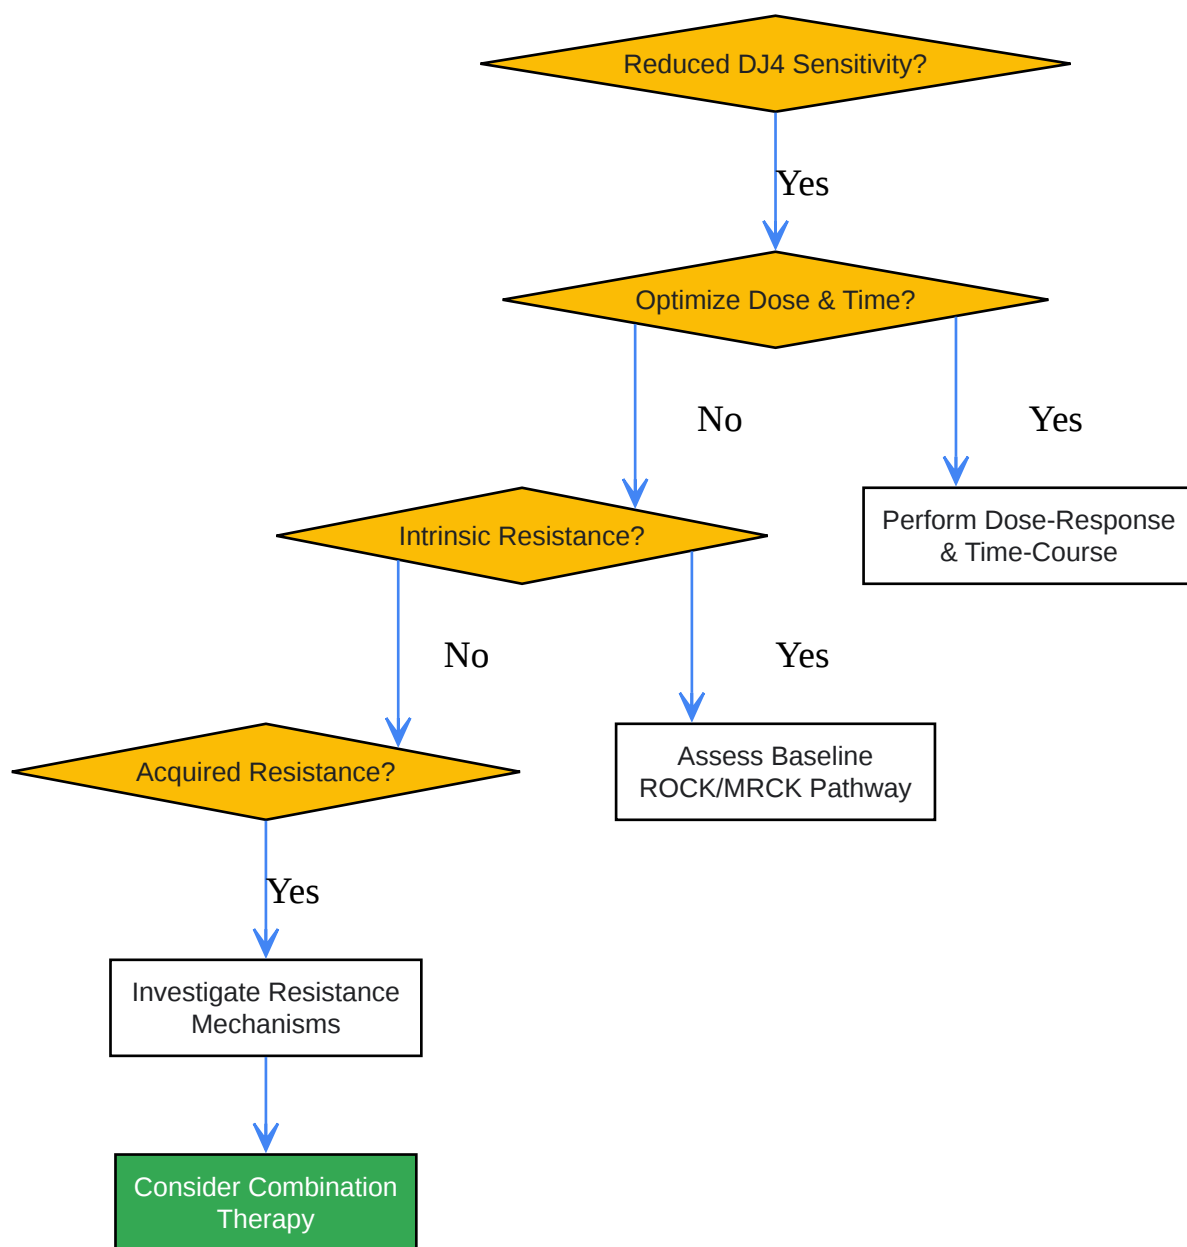 Reduced DJ4 Sensitivity?
Yes
Optimize Dose & Time?
No
Yes
Perform Dose-Response
& Time-Course
Intrinsic Resistance?
No
Yes
Assess Baseline
ROCK/MRCK Pathway
Acquired Resistance?
Yes
Investigate Resistance
Mechanisms
Consider Combination
Therapy